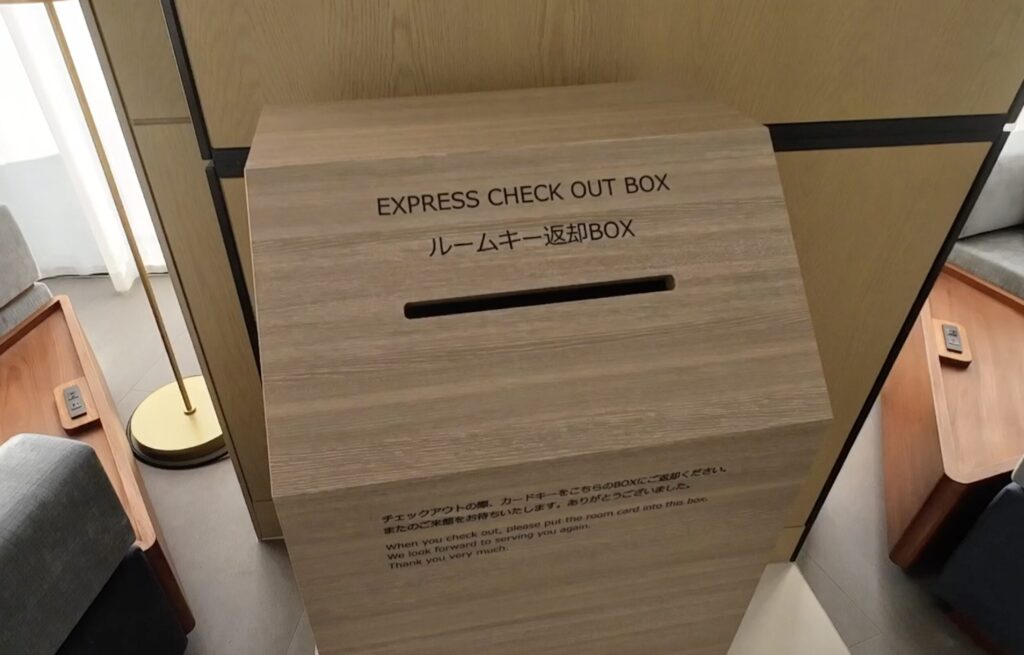 EXPRESS CHECK OUT BOX
ルームキー返却BOX
チェックアウトの際、カードキーをこちらのBOXにご返却ください。
またのご来館をお待ちいたします。ありがとうございました。
When you check out, please put the room card into this box.
We look forward to serving you again.
Thank you very much.